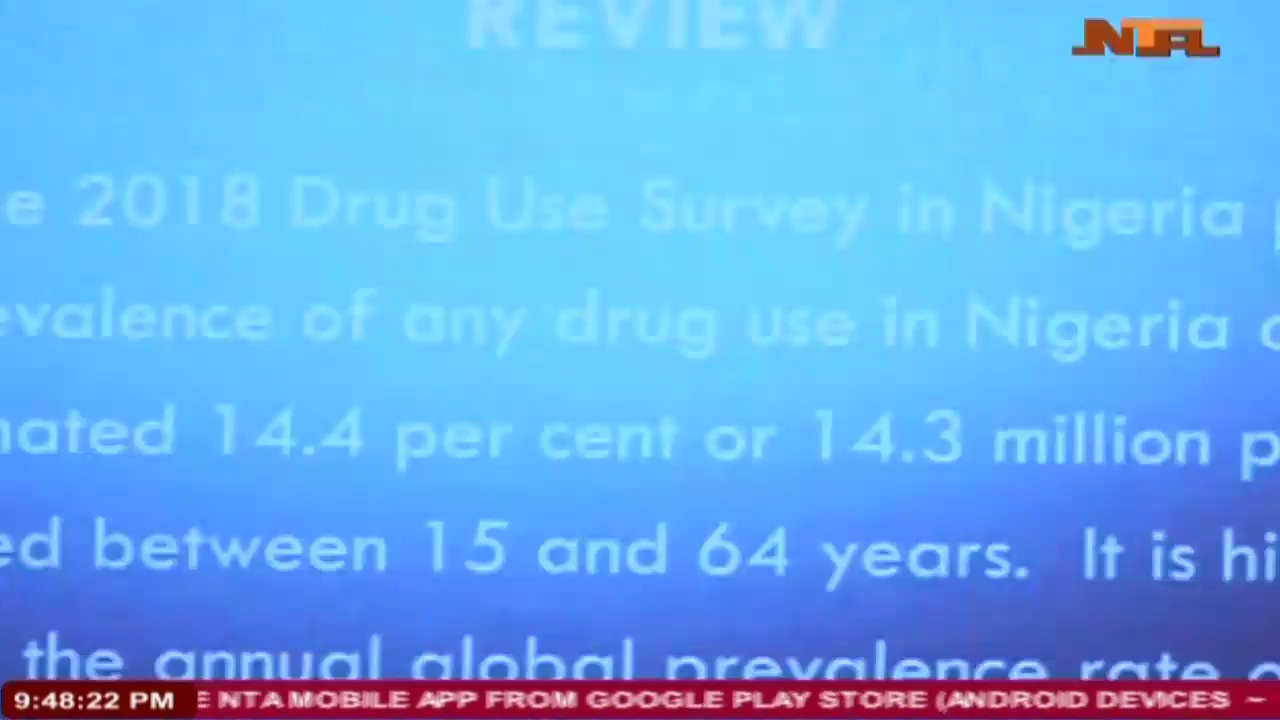 REVIEW
NTA
e 2018 Drug Use Survey in Nigeria
evalence of any drug use in Nigeria
nated 14.4 per cent or 14.3 million p
ed between 15 and 64 years. It is hi
the annual global prevalence rate
9:48:22 PM E NTA MOBILE APP FROM GOOGLE PLAY STORE (ANDROID DEVICES ~